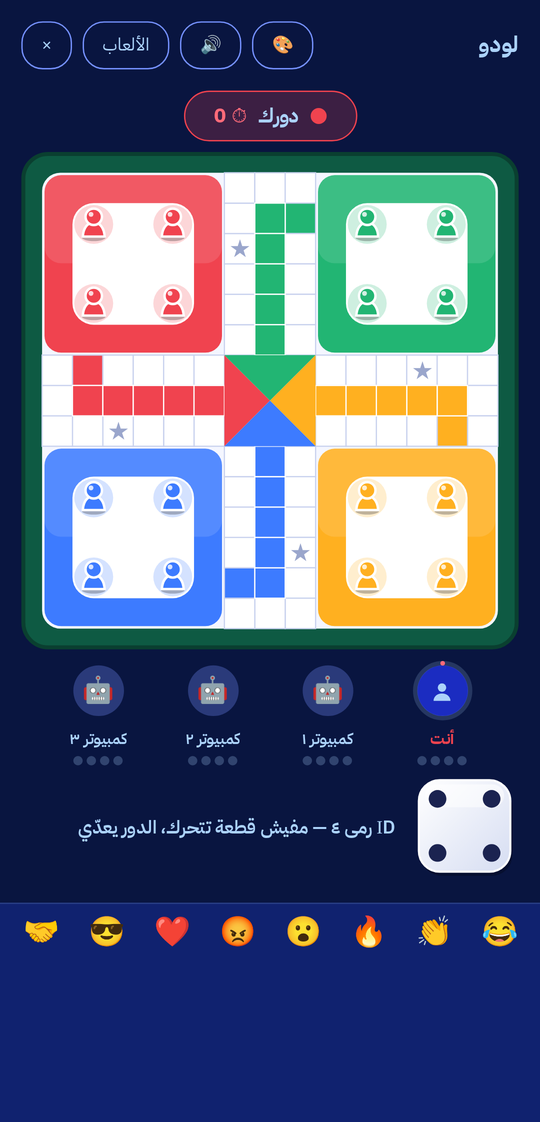 لودو
الألعاب
×
دورك
0
أنت
كمبيوتر ١
كمبيوتر ٢
كمبيوتر ٣
ID رمى ٤ — مفيش قطعة تتحرك، الدور يعدّي